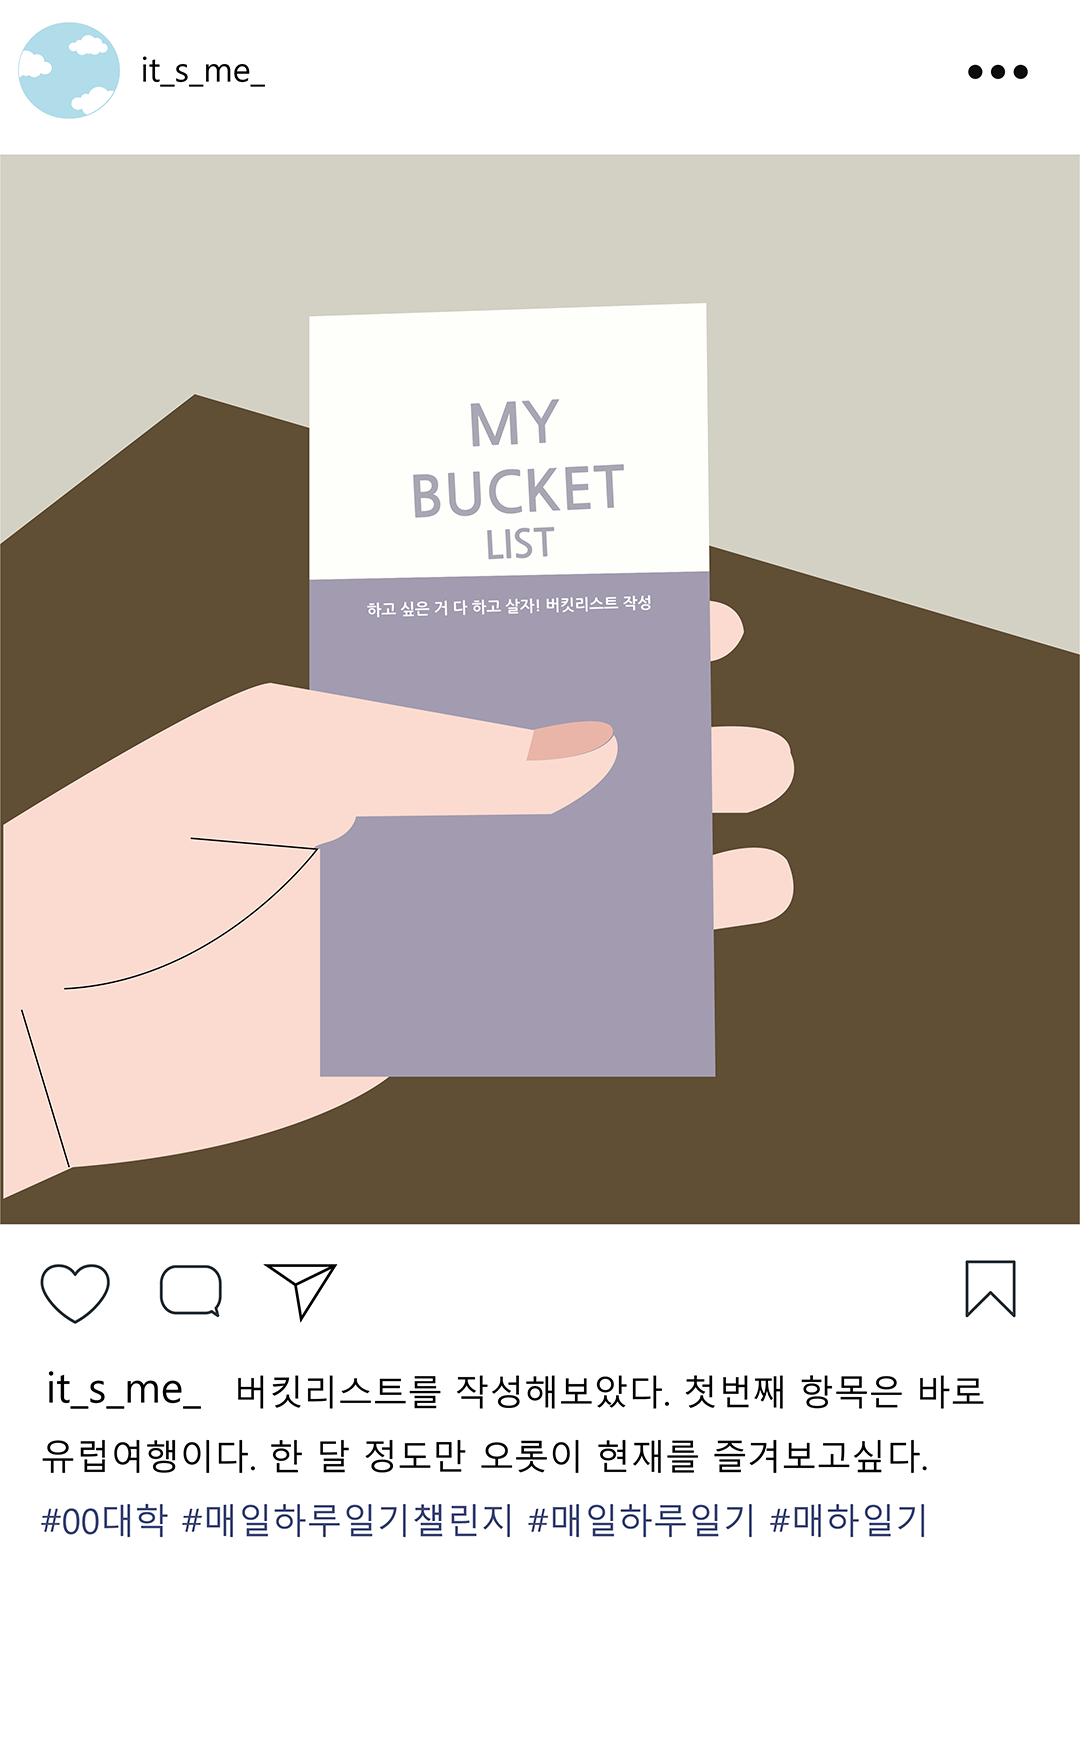 it_s_me_
MY
BUCKET
LIST
하고 싶은 거 다 하고 살자! 버킷리스트 작성
it_s_me_ 버킷리스트를 작성해보았다. 첫번째 항목은 바로
유럽여행이다. 한 달 정도만 오롯이 현재를 즐겨보고싶다.
#00대학 #매일하루일기챌린지 #매일하루일기 #매하일기